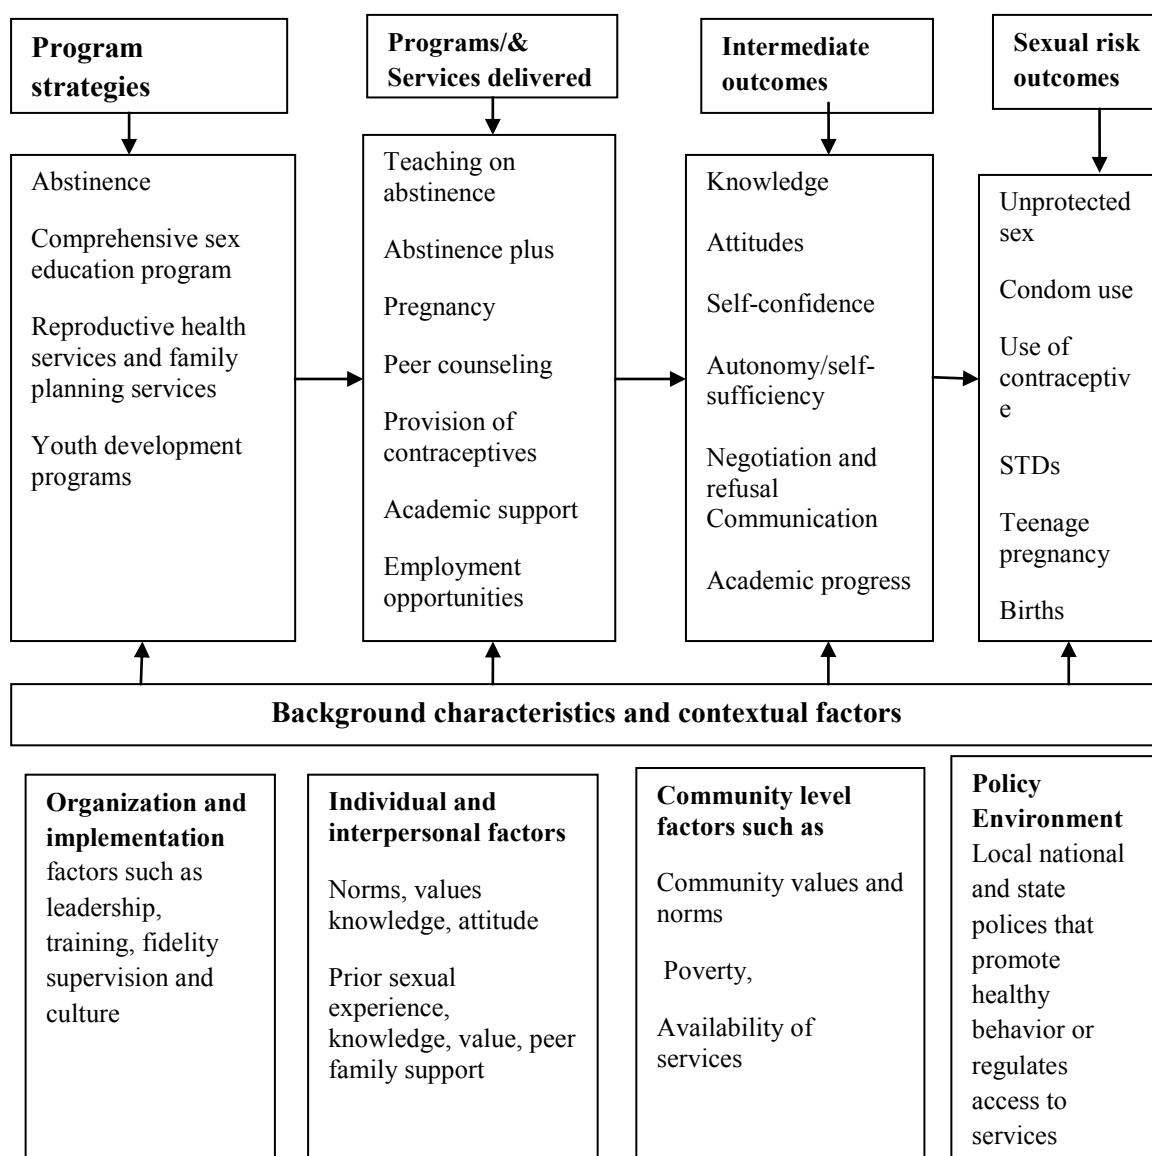 Program
strategies
Programs/&
Services delivered
Intermediate
outcomes
Sexual risk
outcomes
Abstinence
Comprehensive sex
education program
Reproductive health
services and family
planning services
Youth development
programs
Teaching on
abstinence
Abstinence plus
Pregnancy
Peer counseling
Provision of
contraceptives
Academic support
Employment
opportunities
Knowledge
Attitudes
Self-confidence
Autonomy/self-
sufficiency
Negotiation and
refusal
Communication
Academic progress
Unprotected
sex
Condom use
Use of
contraceptiv
e
STDs
Teenage
pregnancy
Births
Background characteristics and contextual factors
Organization and
implementation
factors such as
leadership,
training, fidelity
supervision and
culture
Individual and
interpersonal factors
Norms, values
knowledge, attitude
Prior sexual
experience,
knowledge, value, peer
family support
Community level
factors such as
Community values and
norms
Poverty,
Availability of
services
Policy
Environment
Local national
and state
polices that
promote
healthy
behavior or
regulates
access to
services